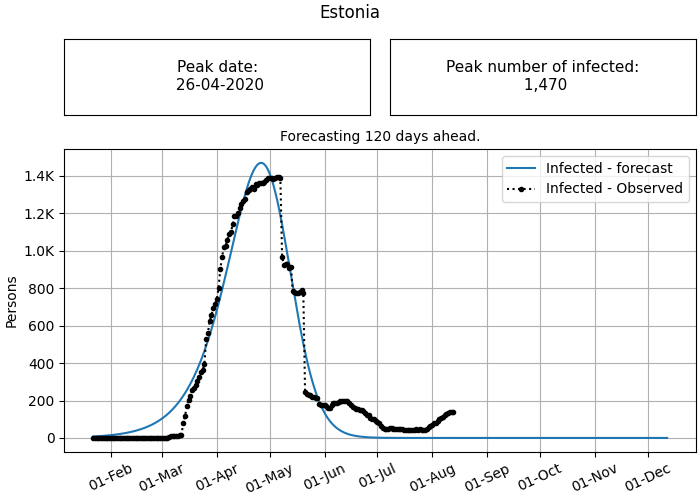 Estonia
Peak date:
26-04-2020
Peak number of infected:
1,470
Forecasting 120 days ahead.
Infected - forecast
Infected - Observed
1.4K
1.2K
1.0K
800
600
400
200
0
Persons
01-Feb
01-Mar
01-Apr
01-May
01-Jun
01-Jul
01-Aug
01-Sep
01-Oct
01-Nov
01-Dec